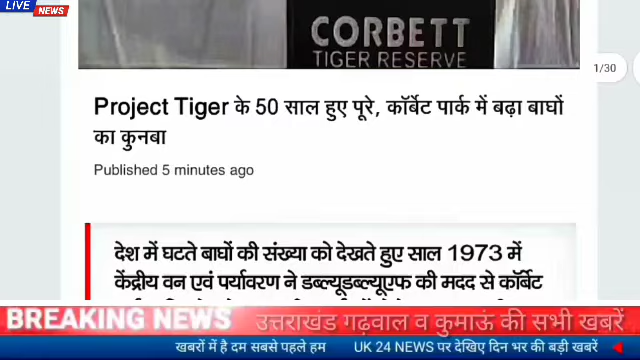 LIVE
NEWS
CORBETT
TIGER RESERVE
1/30
Project Tiger के 50 साल हुए पूरे, कॉर्बेट पार्क में बढ़ा बाघों
का कुनबा
Published 5 minutes ago
देश में घटते बाघों की संख्या को देखते हुए साल 1973 में
केंद्रीय वन एवं पर्यावरण ने डब्ल्यूडब्ल्यूएफ की मदद से कॉर्बेट
BREAKING NEWS उत्तराखंड गढ़वाल व कुमाऊं की सभी खबरें
खबरों में है दम सबसे पहले हम UK 24 NEWS पर देखिए दिन भर की बड़ी खबरें